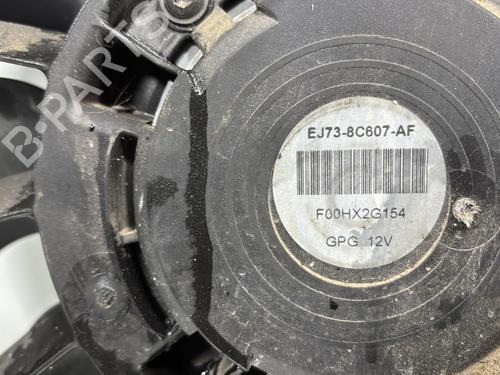 B-PARTS
EJ73-8C607-AF
F00HX2G154
GPG 12V